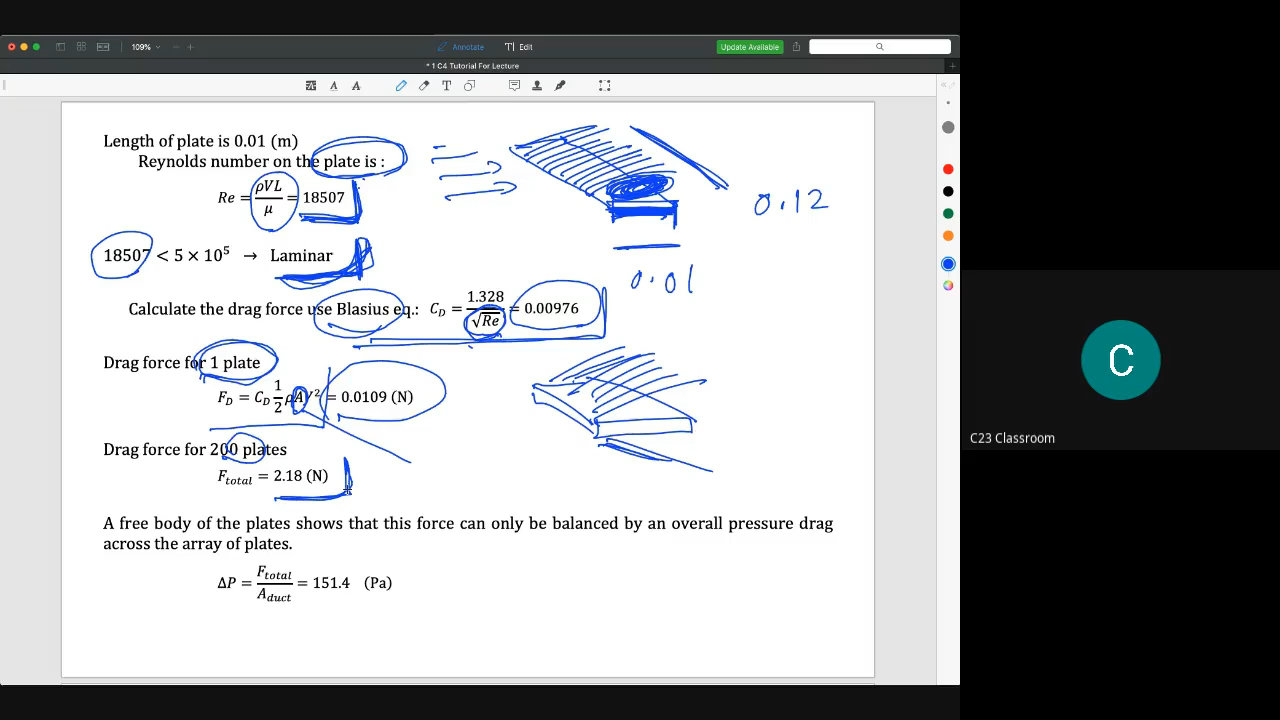 109%
Annotate
Edit
Update Available
* 1 C4 Tutorial For Lecture
Length of plate is 0.01 (m)
Reynolds number on the plate is :
Re = ρVL / μ = 18507
0.12
18507 < 5 × 10⁵ → Laminar
0.01
Calculate the drag force use Blasius eq.: C_D = 1.328 / √Re = 0.00976
Drag force for 1 plate
F_D = C_D 1/2 ρAV² = 0.0109 (N)
Drag force for 200 plates
F_total = 2.18 (N)
A free body of the plates shows that this force can only be balanced by an overall pressure drag
across the array of plates.
ΔP = F_total / A_duct = 151.4 (Pa)
C
C23 Classroom